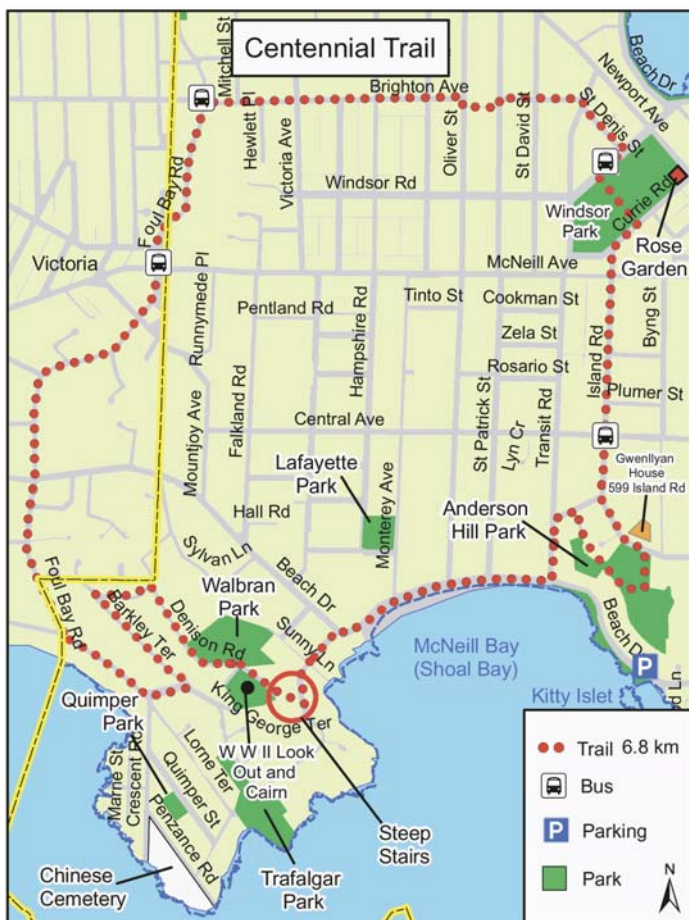 Centennial Trail
Mitchell St
Brighton Ave
Beach Dr
Newport Ave
St Denis St
Hewlett Pl
Victoria Ave
Oliver St
St David St
Foul Bay Rd
Windsor Rd
Windsor
Park
Currie Rd
Rose
Garden
Victoria
McNeill Ave
Runnymede Pl
Pentland Rd
Hampshire Rd
Tinto St
Cookman St
Zela St
Island Rd
Byng St
Rosario St
Plumer St
Mountjoy Ave
Falkland Rd
Central Ave
St Patrick St
Lyn Cr
Transit Rd
Lafayette
Park
Monterey Ave
Gwenllyan
House
599 Island Rd
Hall Rd
Anderson
Hill Park
Sylvan Ln
Beach Dr
Foul Bay Rd
Barkley Ter
Walbran
Park
Denison Rd
Sunny Ln
McNeill Bay
(Shoal Bay)
Beach Dr
P
Kitty Islet
Quimper
Park
King George Ter
W W II Look
Out and
Cairn
Lorne Ter
Quimper St
Marne St
Crescent Rd
Penzance Rd
Steep
Stairs
Chinese
Cemetery
Trafalgar
Park
Trail 6.8 km
Bus
P Parking
Park
N